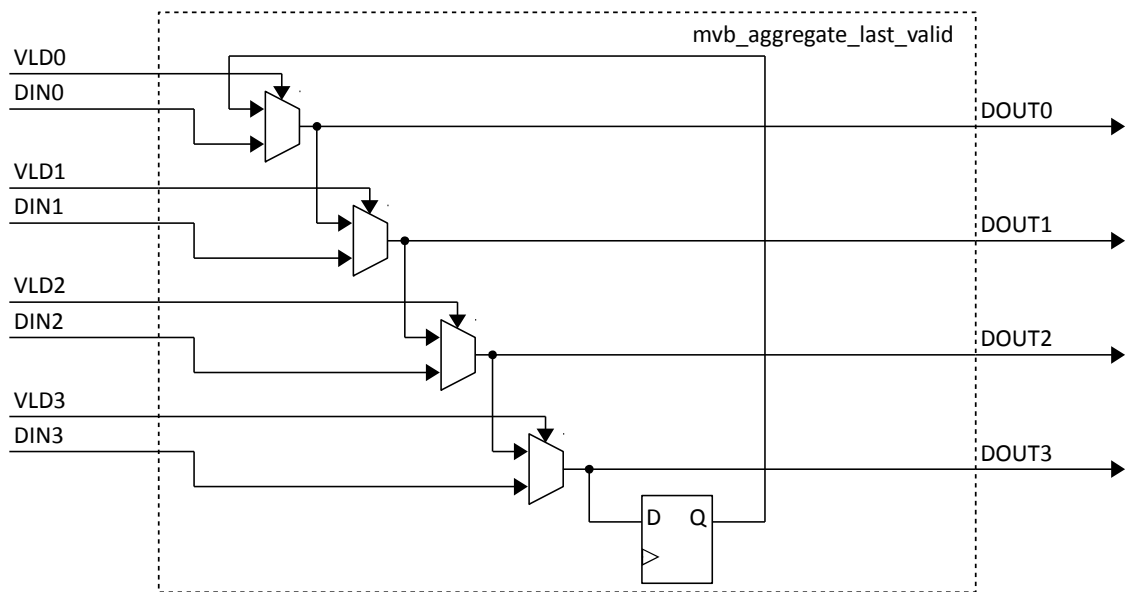 mvb_aggregate_last_valid
VLD0
DIN0
DOUT0
VLD1
DIN1
DOUT1
VLD2
DIN2
DOUT2
VLD3
DIN3
DOUT3
D Q